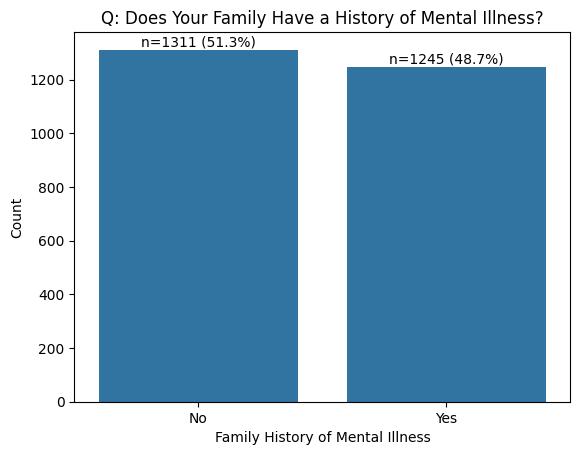 Q: Does Your Family Have a History of Mental Illness?
n=1311 (51.3%)
n=1245 (48.7%)
1200
1000
800
600
400
200
0
Count
No Yes
Family History of Mental Illness